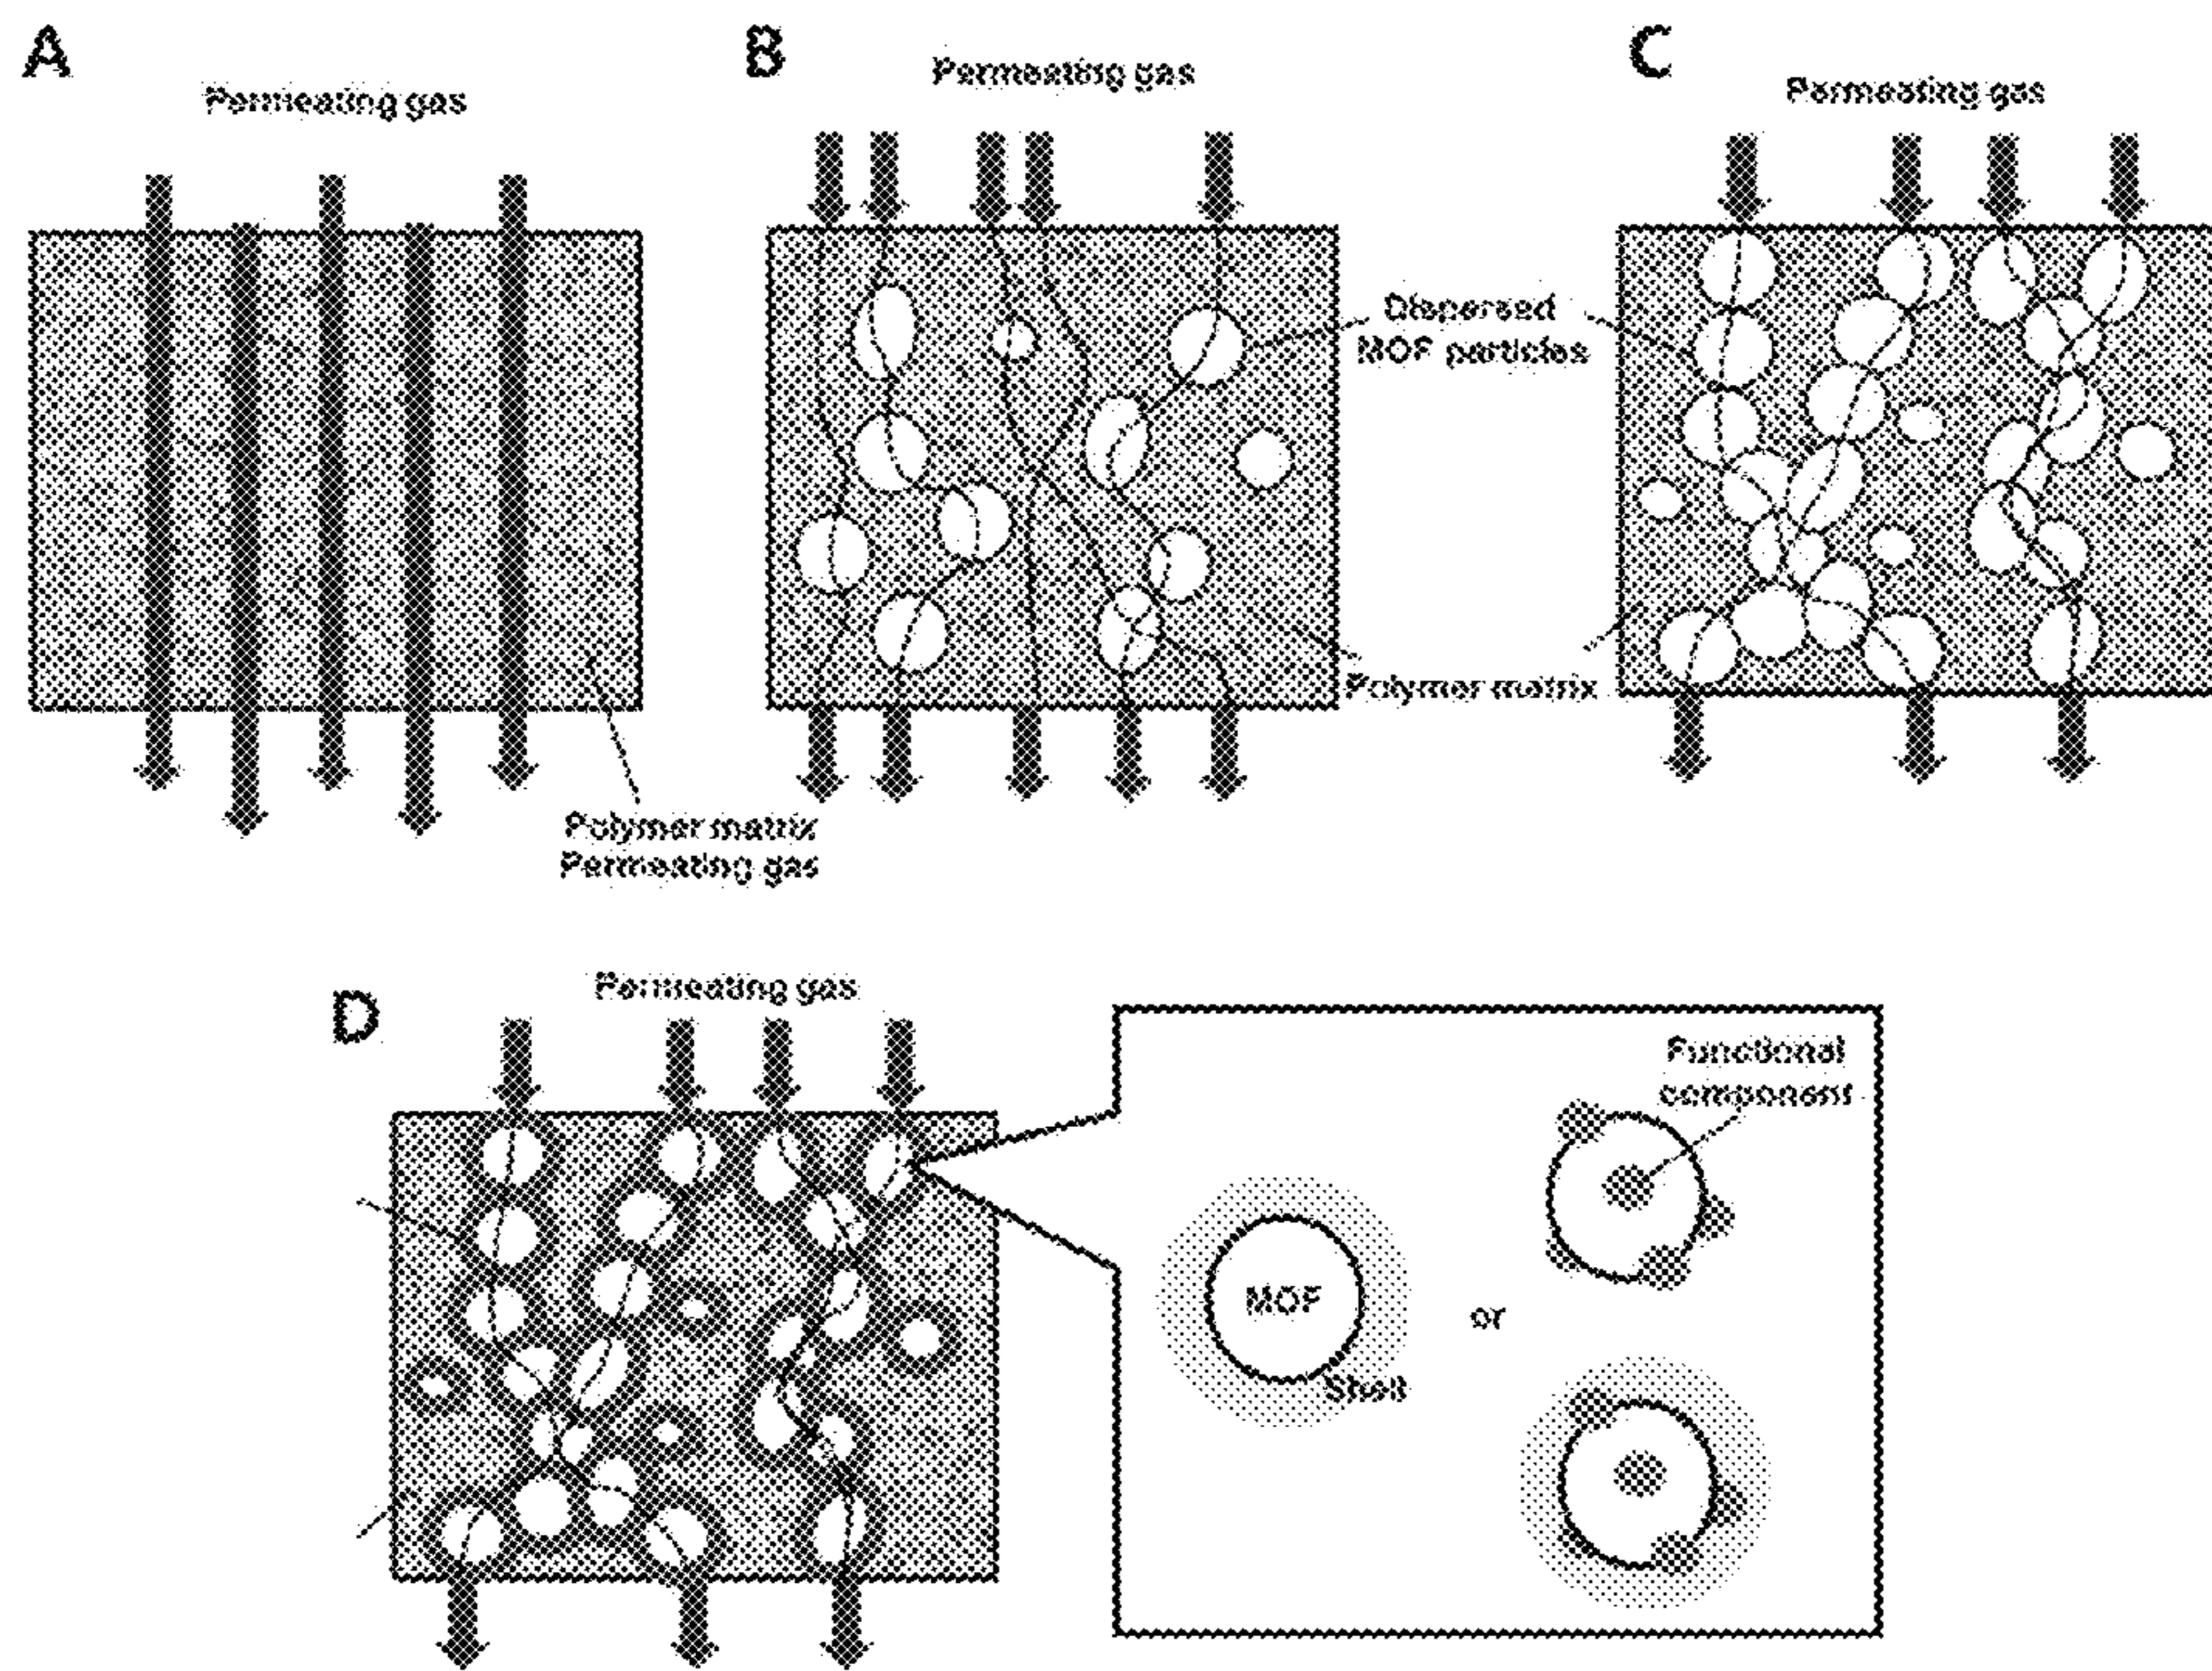 A
Permeating gas
B
Permeating gas
C
Permeating gas
Dispersed
MOF particles
Polymer matrix
Polymer matrix
Permeating gas
D
Permeating gas
Functional
component
MOF
or
Shell